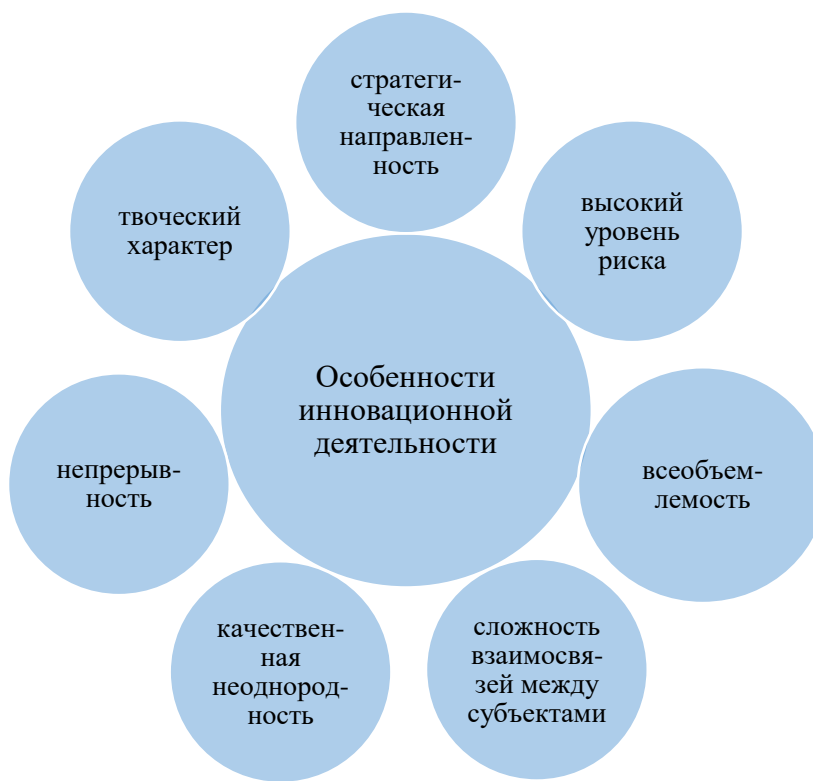 стратеги-
ческая
направлен-
ность
высокий
уровень
риска
всеобъем-
лемость
сложность
взаимосвя-
зей между
субъектами
качествен-
ная
неоднород-
ность
непрерыв-
ность
твоческий
характер
Особенности
инновационной
деятельности